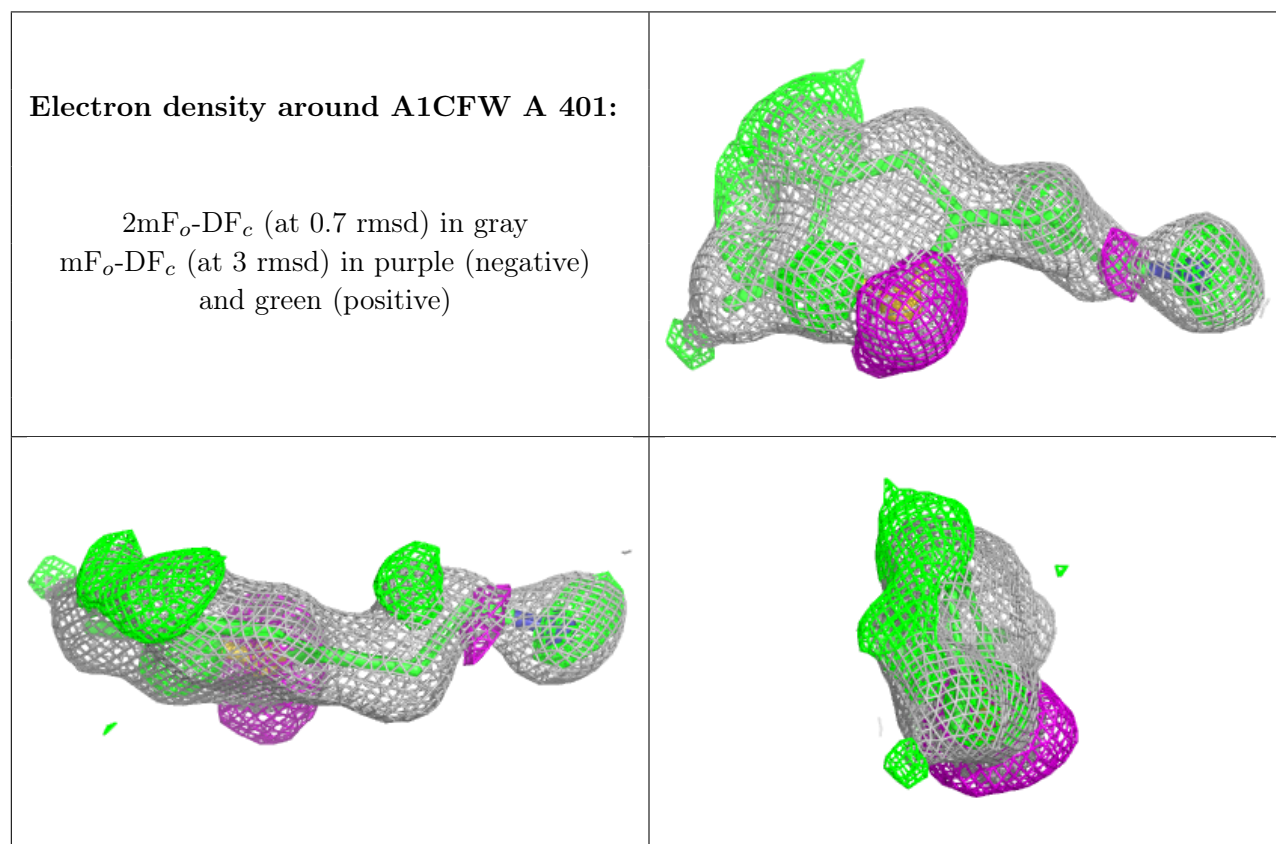 Electron density around A1CFW A 401:
2mFₒ-DF𝒸 (at 0.7 rmsd) in gray
mFₒ-DF𝒸 (at 3 rmsd) in purple (negative)
and green (positive)